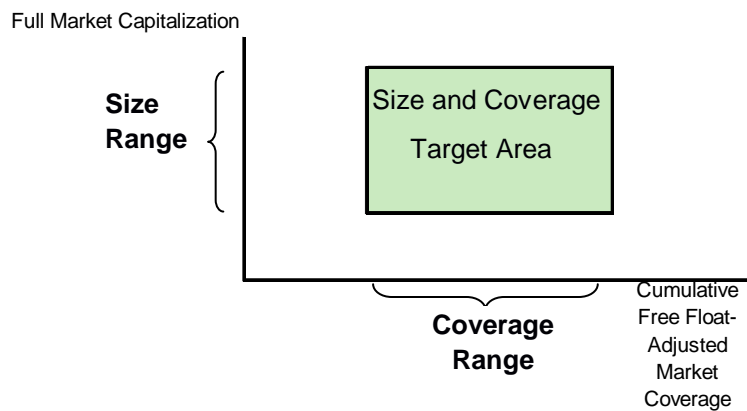 Full Market Capitalization
Size
Range
Size and Coverage
Target Area
Coverage
Range
Cumulative
Free Float-
Adjusted
Market
Coverage